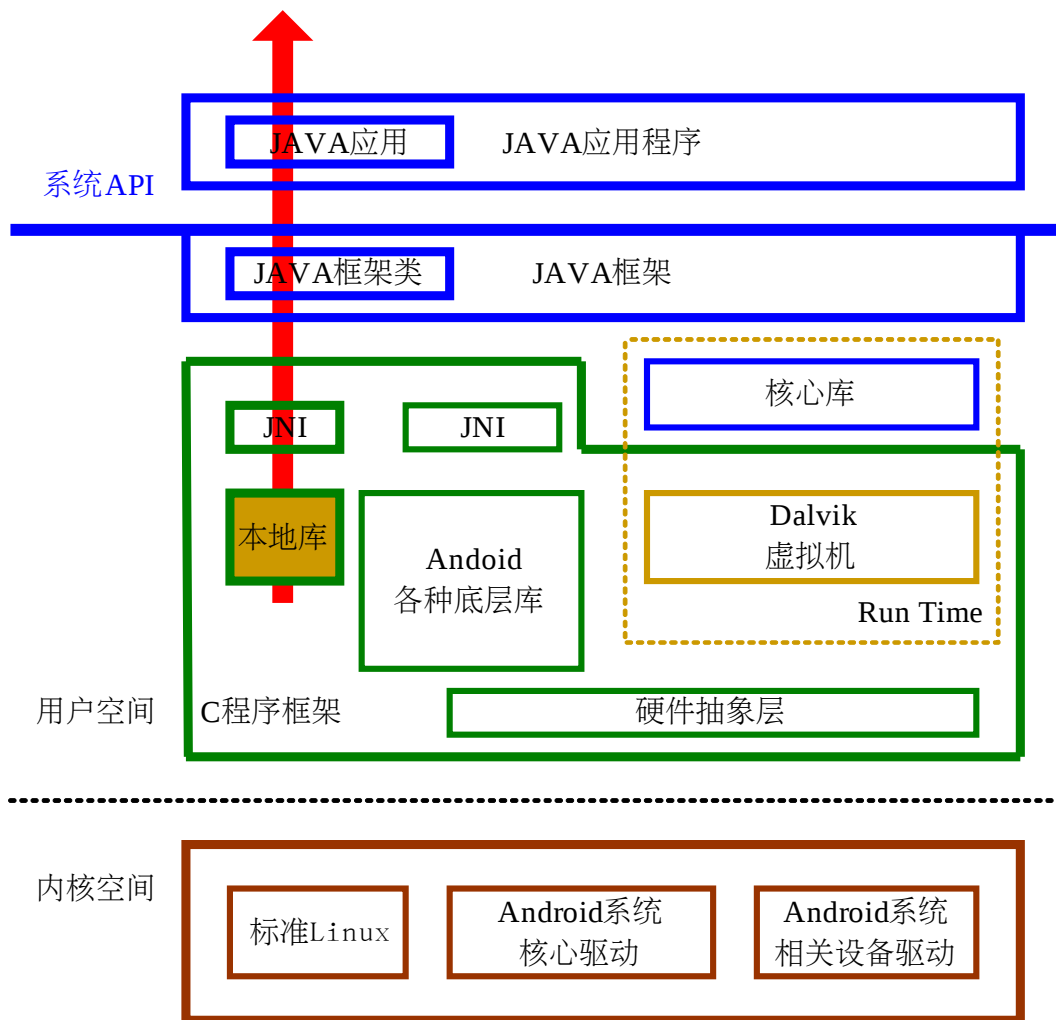 JAVA应用
JAVA应用程序
系统API
JAVA框架类
JAVA框架
核心库
JNI
JNI
本地库
Andoid
各种底层库
Dalvik
虚拟机
Run Time
用户空间
C程序框架
硬件抽象层
内核空间
标准Linux
Android系统
核心驱动
Android系统
相关设备驱动